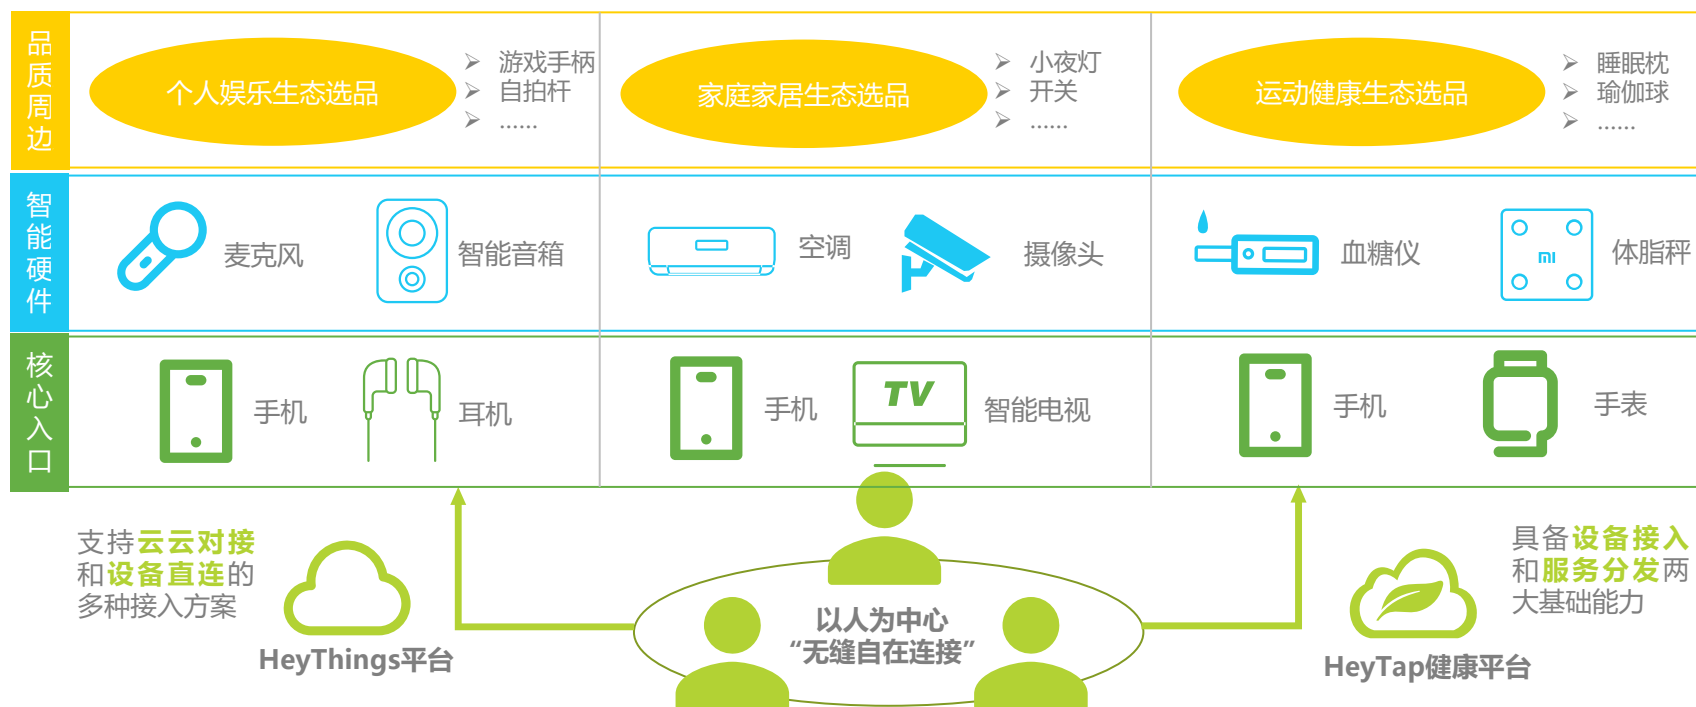 品质周边
个人娱乐生态选品
游戏手柄
自拍杆
……
家庭家居生态选品
小夜灯
开关
……
运动健康生态选品
睡眠枕
瑜伽球
……
智能硬件
麦克风
智能音箱
空调
摄像头
血糖仪
MI
体脂秤
核心入口
手机
耳机
手机
TV
智能电视
手机
手表
支持云云对接
和设备直连的
多种接入方案
HeyThings平台
以人为中心
“无缝自在连接”
具备设备接入
和服务分发两
大基础能力
HeyTap健康平台